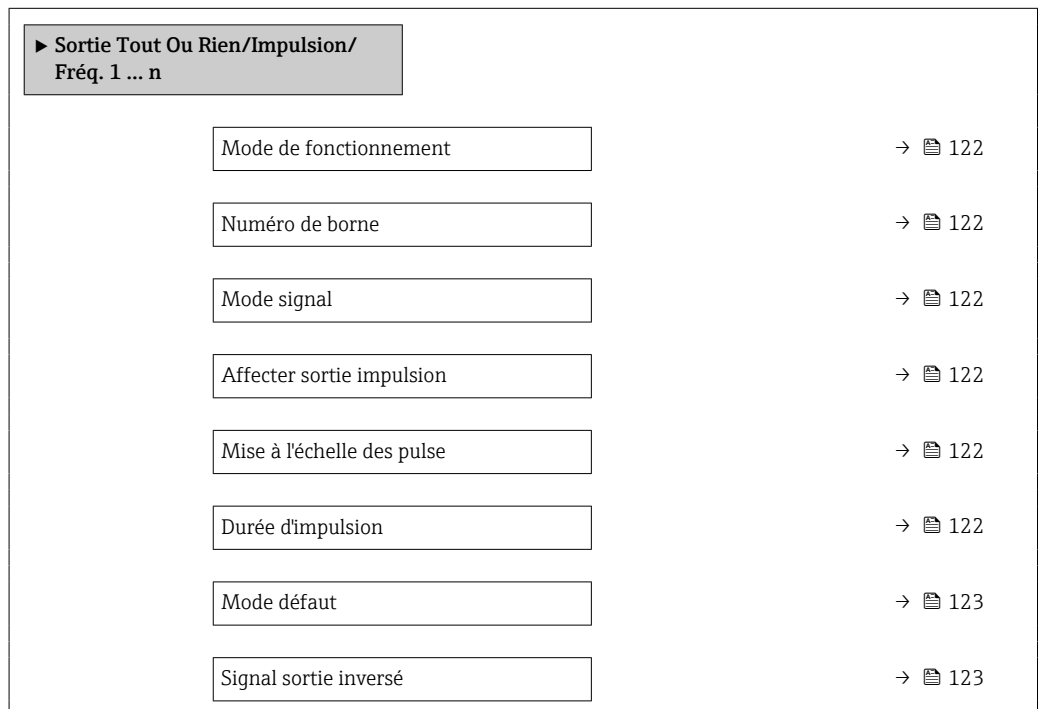 ▶ Sortie Tout Ou Rien/Impulsion/
Fréq. 1 ... n
Mode de fonctionnement → 122
Numéro de borne → 122
Mode signal → 122
Affecter sortie impulsion → 122
Mise à l'échelle des pulse → 122
Durée d'impulsion → 122
Mode défaut → 123
Signal sortie inversé → 123